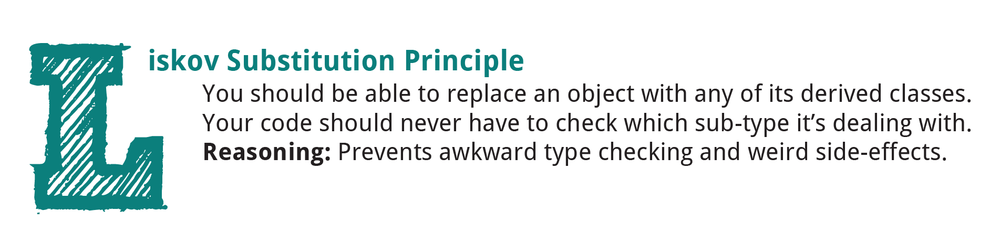 Liskov Substitution Principle
You should be able to replace an object with any of its derived classes.
Your code should never have to check which sub-type it’s dealing with.
Reasoning: Prevents awkward type checking and weird side-effects.